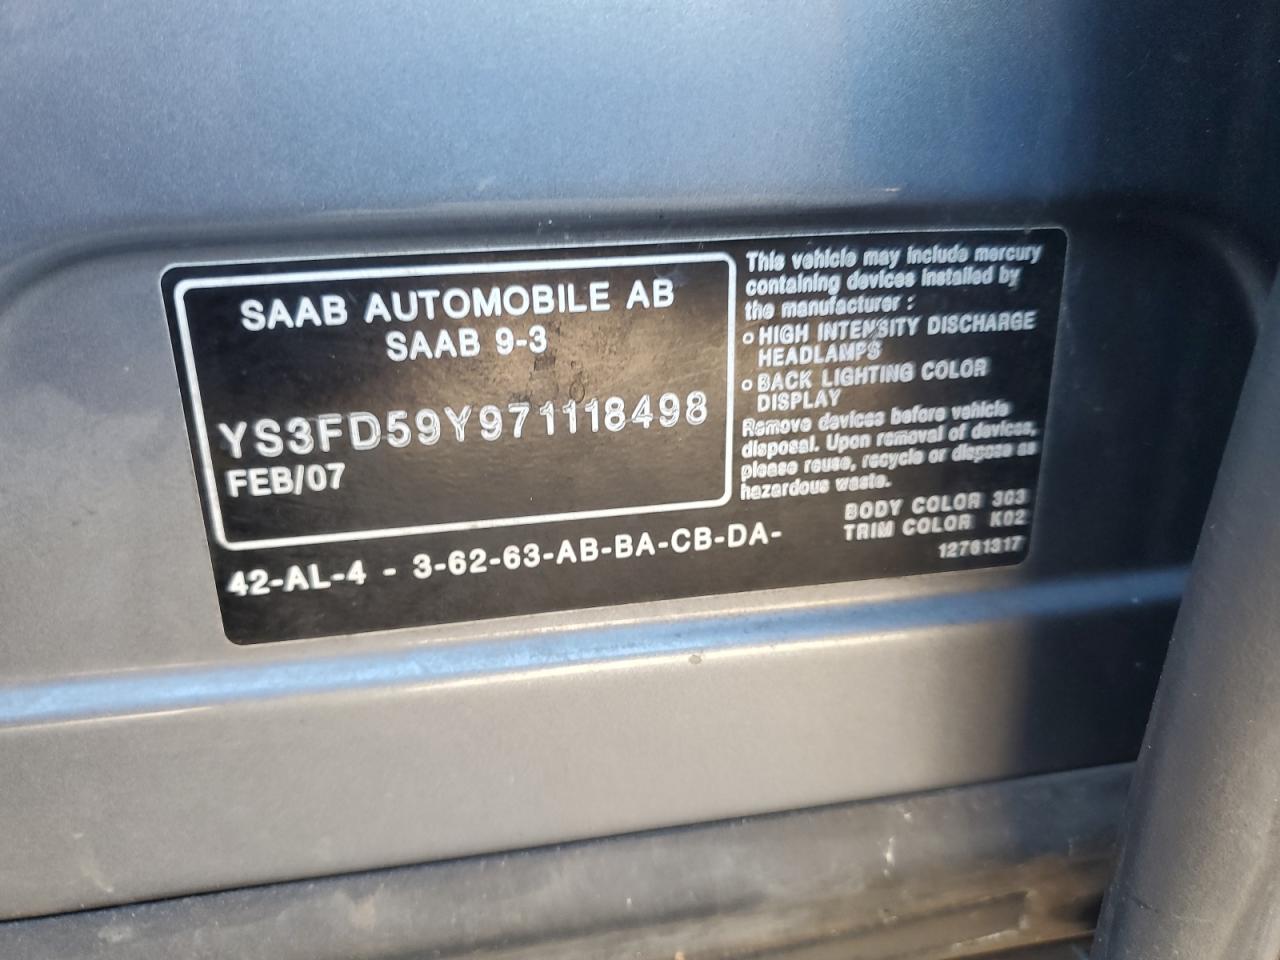 SAAB AUTOMOBILE AB
SAAB 9-3
YS3FD59Y971118498
FEB/07
42-AL-4 - 3-62-63-AB-BA-CB-DA-
This vehicle may include mercury
containing devices installed by
the manufacturer :
o HIGH INTENSITY DISCHARGE
HEADLAMPS
o BACK LIGHTING COLOR
DISPLAY
Remove devices before vehicle
disposal. Upon removal of devices,
please reuse, recycle or dispose as
hazardous waste.
BODY COLOR 303
TRIM COLOR K02
12761317